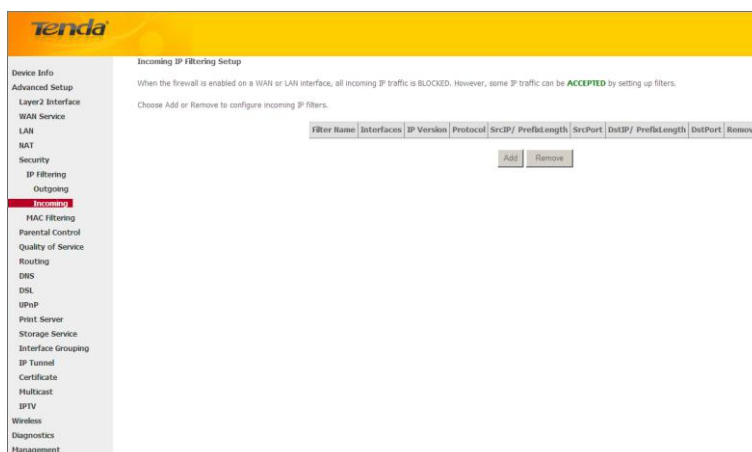 Tenda
Device Info
Advanced Setup
Layer2 Interface
WAN Service
LAN
NAT
Security
IP Filtering
Outgoing
Incoming
MAC Filtering
Parental Control
Quality of Service
Routing
DNS
DSL
UPnP
Print Server
Storage Service
Interface Grouping
IP Tunnel
Certificate
Multicast
IPTV
Wireless
Diagnostics
Management
Incoming IP Filtering Setup
When the firewall is enabled on a WAN or LAN interface, all incoming IP traffic is BLOCKED. However, some IP traffic can be ACCEPTED by setting up filters.
Choose Add or Remove to configure incoming IP filters.
Filter Name Interfaces IP Version Protocol SrcIP/ PrefixLength SrcPort DstIP/ PrefixLength DstPort Remov
Add Remove